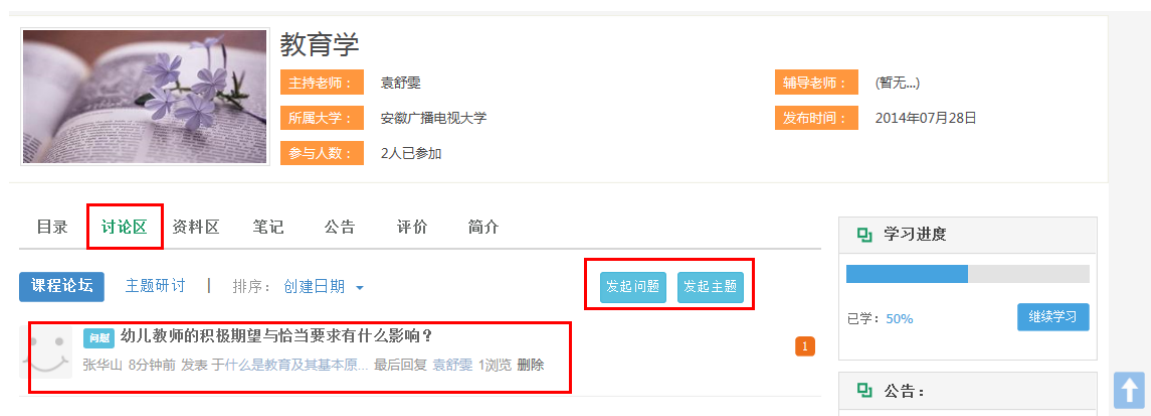 教育学
主持老师： 袁舒雯 辅导老师： (暂无...)
所属大学： 安徽广播电视大学 发布时间： 2014年07月28日
参与人数： 2人已参加
目录 讨论区 资料区 笔记 公告 评价 简介
学习进度
课程论坛 主题研讨 | 排序： 创建日期 发起问题 发起主题
已学：50% 继续学习
问题 幼儿教师的积极期望与恰当要求有什么影响？
1
张华山 8分钟前 发表 于什么是教育及其基本原... 最后回复 袁舒雯 1浏览 删除
公告：